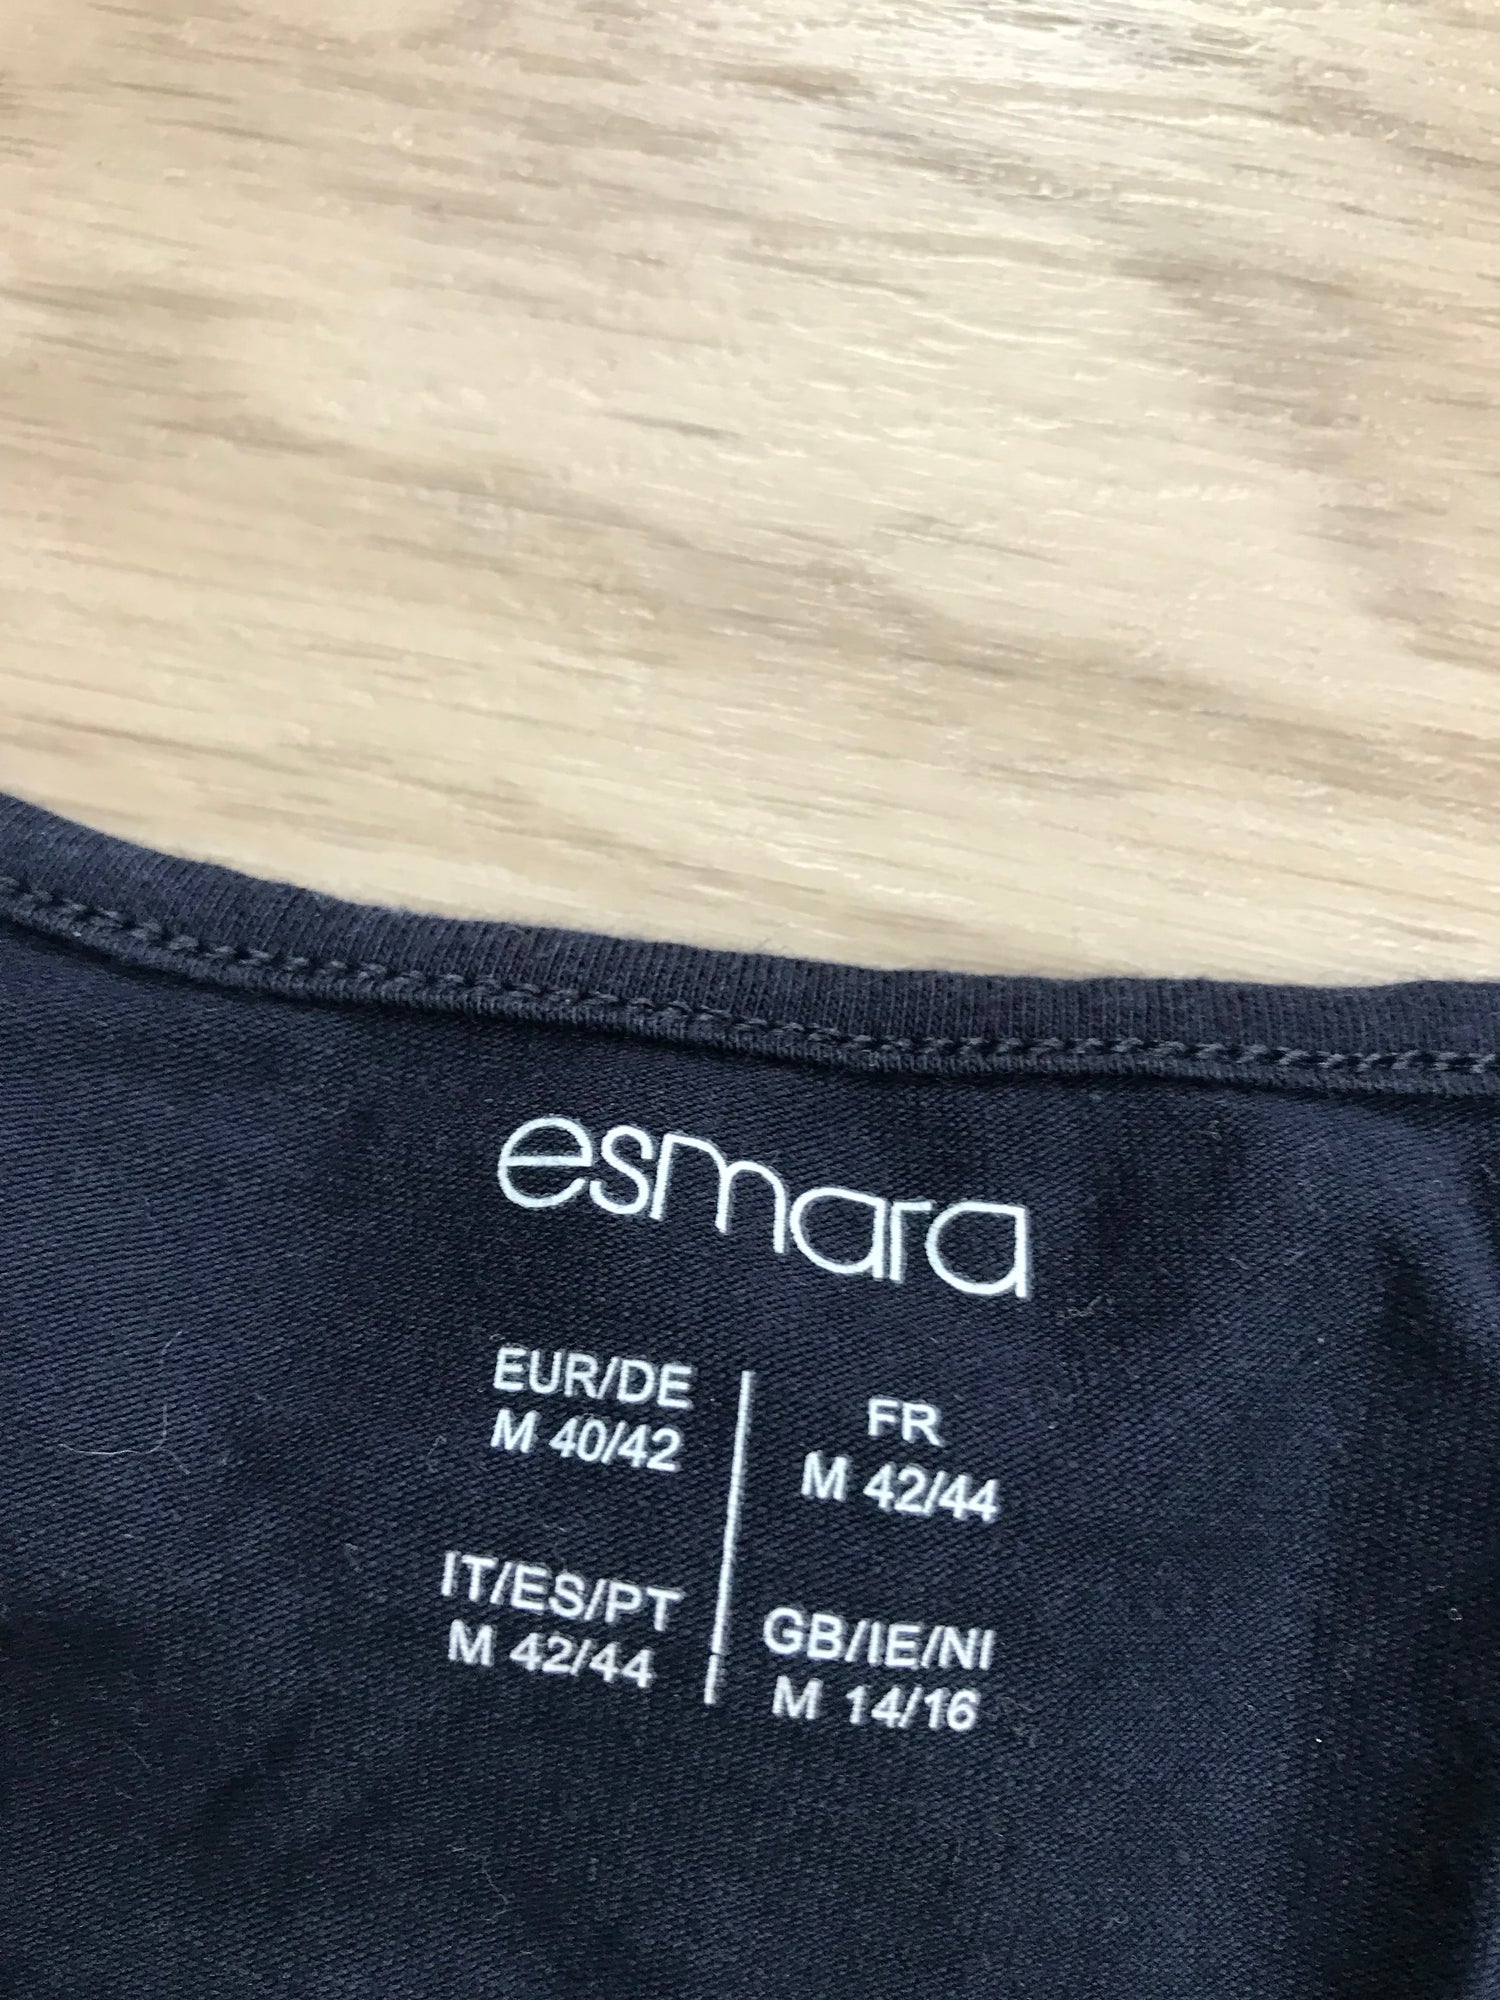 esmara
EUR/DE
M 40/42
FR
M 42/44
IT/ES/PT
M 42/44
GB/IE/NI
M 14/16